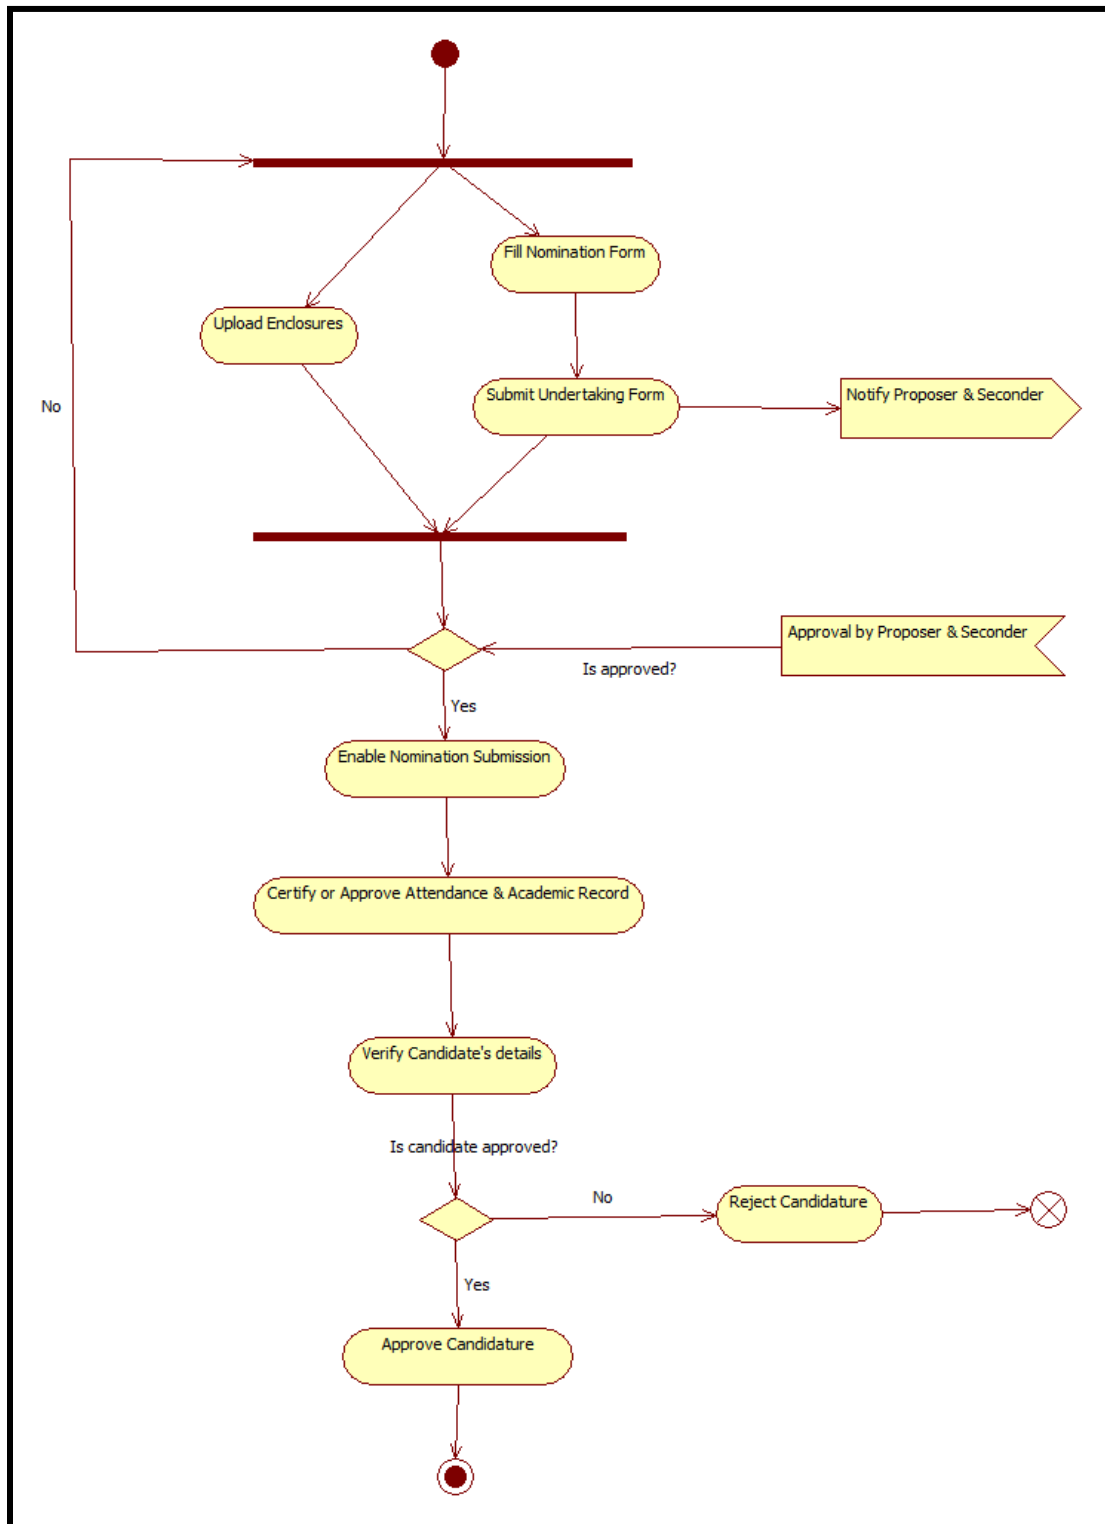 Fill Nomination Form
Upload Enclosures
Submit Undertaking Form
Notify Proposer & Seconder
No
Approval by Proposer & Seconder
Is approved?
Yes
Enable Nomination Submission
Certify or Approve Attendance & Academic Record
Verify Candidate's details
Is candidate approved?
No
Reject Candidature
Yes
Approve Candidature